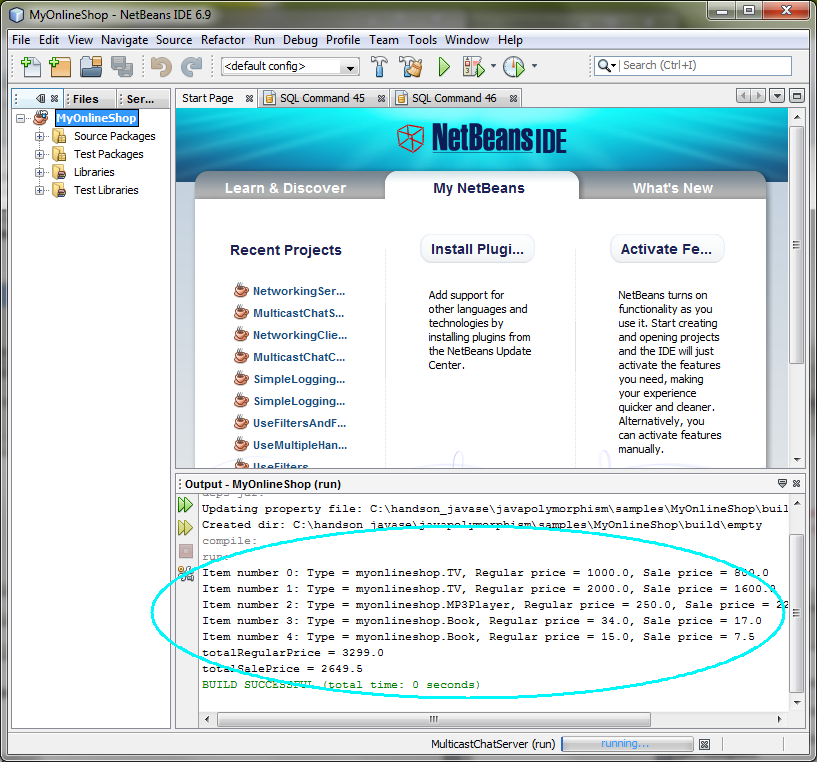 MyOnlineShop - NetBeans IDE 6.9
File Edit View Navigate Source Refactor Run Debug Profile Team Tools Window Help
<default config>
Search (Ctrl+I)
Files Ser...
Start Page SQL Command 45 SQL Command 46
MyOnlineShop
Source Packages
Test Packages
Libraries
Test Libraries
NetBeans IDE
Learn & Discover My NetBeans What's New
Recent Projects
NetworkingSer...
MulticastChatS...
NetworkingClie...
MulticastChatC...
SimpleLogging...
SimpleLogging...
UseFiltersAndF...
UseMultipleHan...
UseFilters
Install Plugi...
Add support for
other languages and
technologies by
installing plugins from
the NetBeans Update
Center.
Activate Fe...
NetBeans turns on
functionality as you
use it. Start creating
and opening projects
and the IDE will just
activate the features
you need, making
your experience
quicker and cleaner.
Alternatively, you
can activate features
manually.
Output - MyOnlineShop (run)
deps-jar:
Updating property file: C:\handson_javase\javapolymorphism\samples\MyOnlineShop\buil
Created dir: C:\handson_javase\javapolymorphism\samples\MyOnlineShop\build\empty
compile:
run:
Item number 0: Type = myonlineshop.TV, Regular price = 1000.0, Sale price = 800.0
Item number 1: Type = myonlineshop.TV, Regular price = 2000.0, Sale price = 1600.0
Item number 2: Type = myonlineshop.MP3Player, Regular price = 250.0, Sale price = 22
Item number 3: Type = myonlineshop.Book, Regular price = 34.0, Sale price = 17.0
Item number 4: Type = myonlineshop.Book, Regular price = 15.0, Sale price = 7.5
totalRegularPrice = 3299.0
totalSalePrice = 2649.5
BUILD SUCCESSFUL (total time: 0 seconds)
MulticastChatServer (run) running...